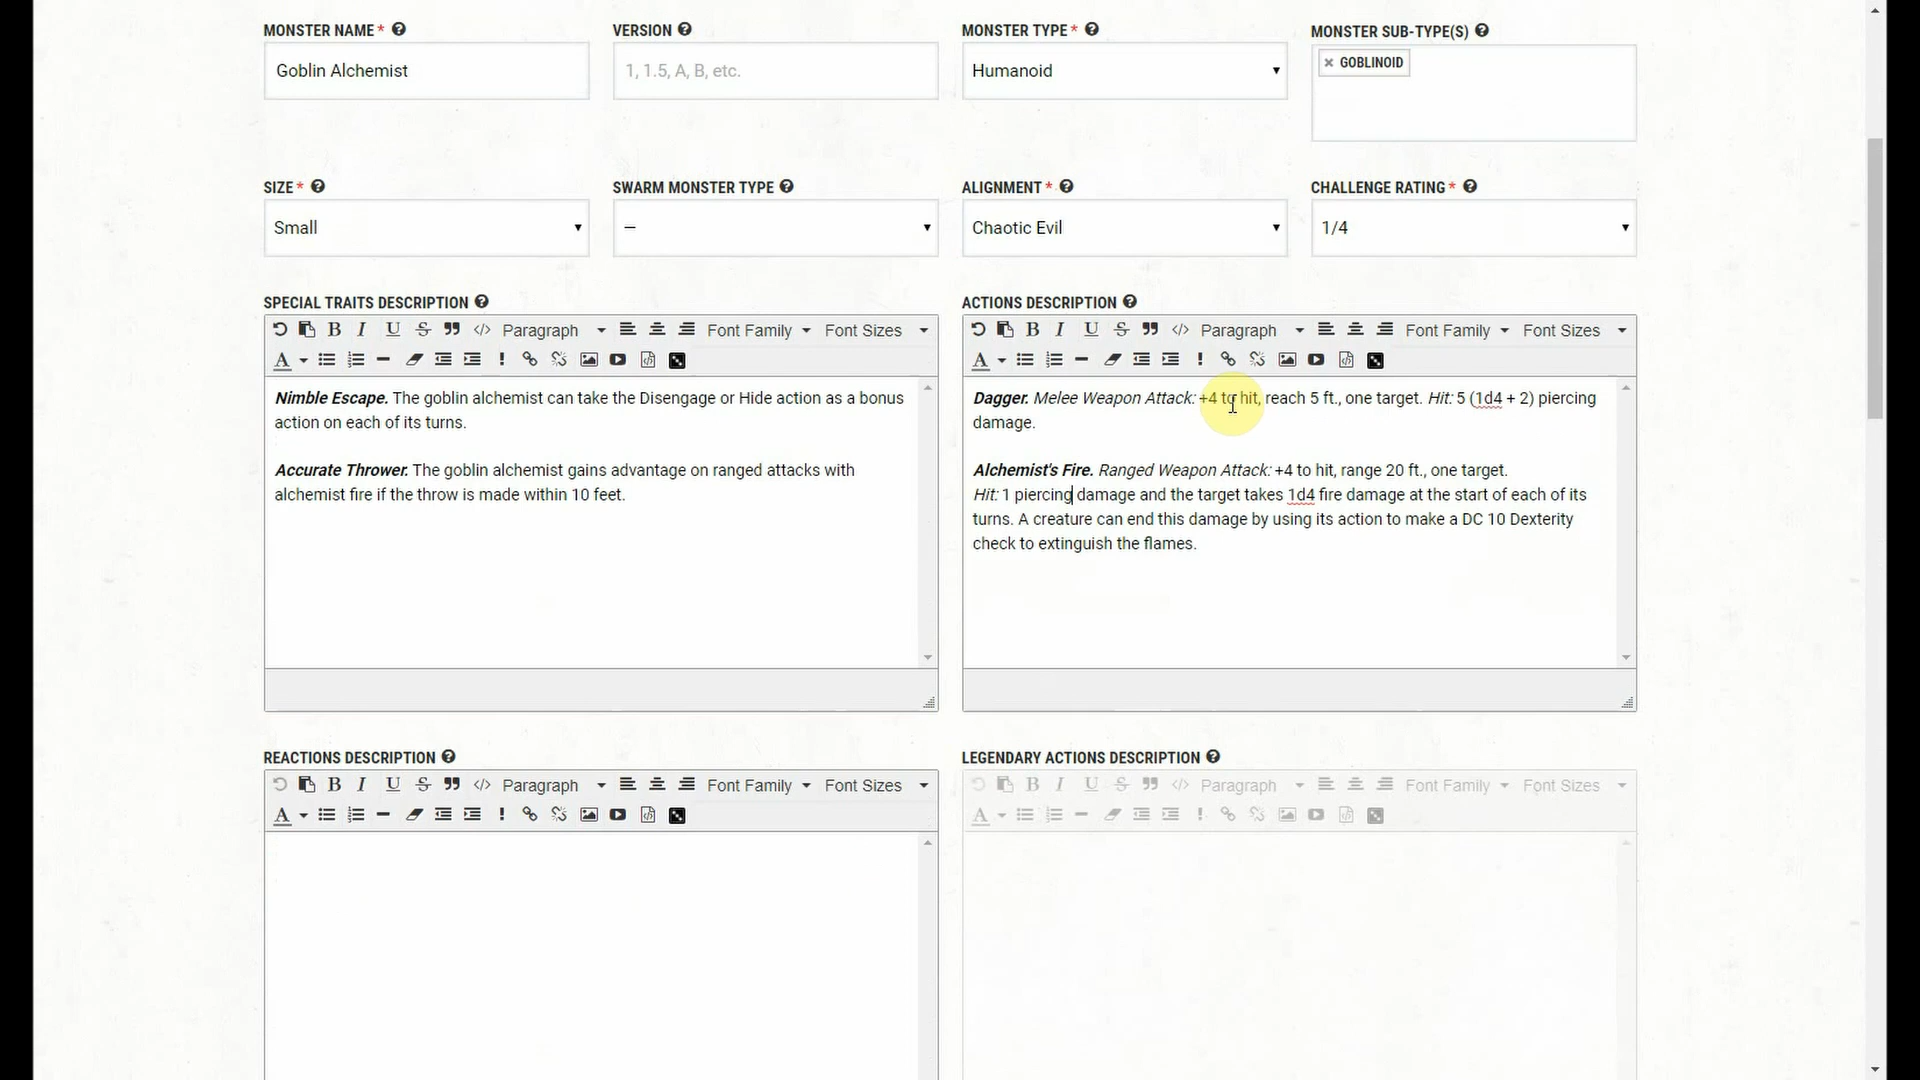 MONSTER NAME *
VERSION
MONSTER TYPE *
MONSTER SUB-TYPE(S)
Goblin Alchemist
1, 1.5, A, B, etc.
Humanoid
× GOBLINOID
SIZE *
SWARM MONSTER TYPE
ALIGNMENT *
CHALLENGE RATING *
Small
—
Chaotic Evil
1/4
SPECIAL TRAITS DESCRIPTION
Paragraph Font Family Font Sizes
Nimble Escape. The goblin alchemist can take the Disengage or Hide action as a bonus
action on each of its turns.
Accurate Thrower. The goblin alchemist gains advantage on ranged attacks with
alchemist fire if the throw is made within 10 feet.
ACTIONS DESCRIPTION
Paragraph Font Family Font Sizes
Dagger. Melee Weapon Attack: +4 to hit, reach 5 ft., one target. Hit: 5 (1d4 + 2) piercing
damage.
Alchemist's Fire. Ranged Weapon Attack: +4 to hit, range 20 ft., one target.
Hit: 1 piercing damage and the target takes 1d4 fire damage at the start of each of its
turns. A creature can end this damage by using its action to make a DC 10 Dexterity
check to extinguish the flames.
REACTIONS DESCRIPTION
Paragraph Font Family Font Sizes
LEGENDARY ACTIONS DESCRIPTION
Paragraph Font Family Font Sizes